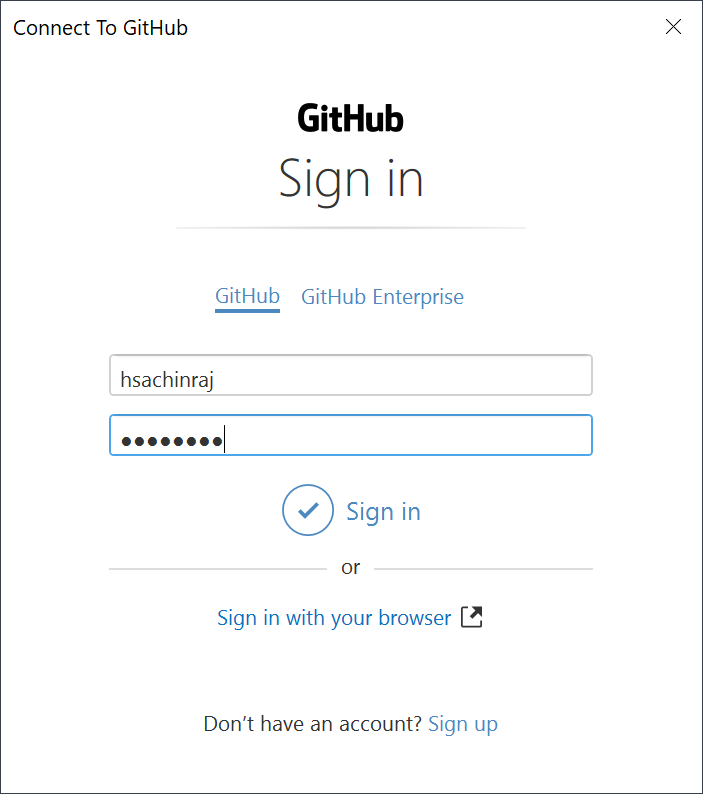 Connect To GitHub
GitHub
Sign in
GitHub GitHub Enterprise
hsachinraj
●●●●●●●●
Sign in
or
Sign in with your browser
Don’t have an account? Sign up